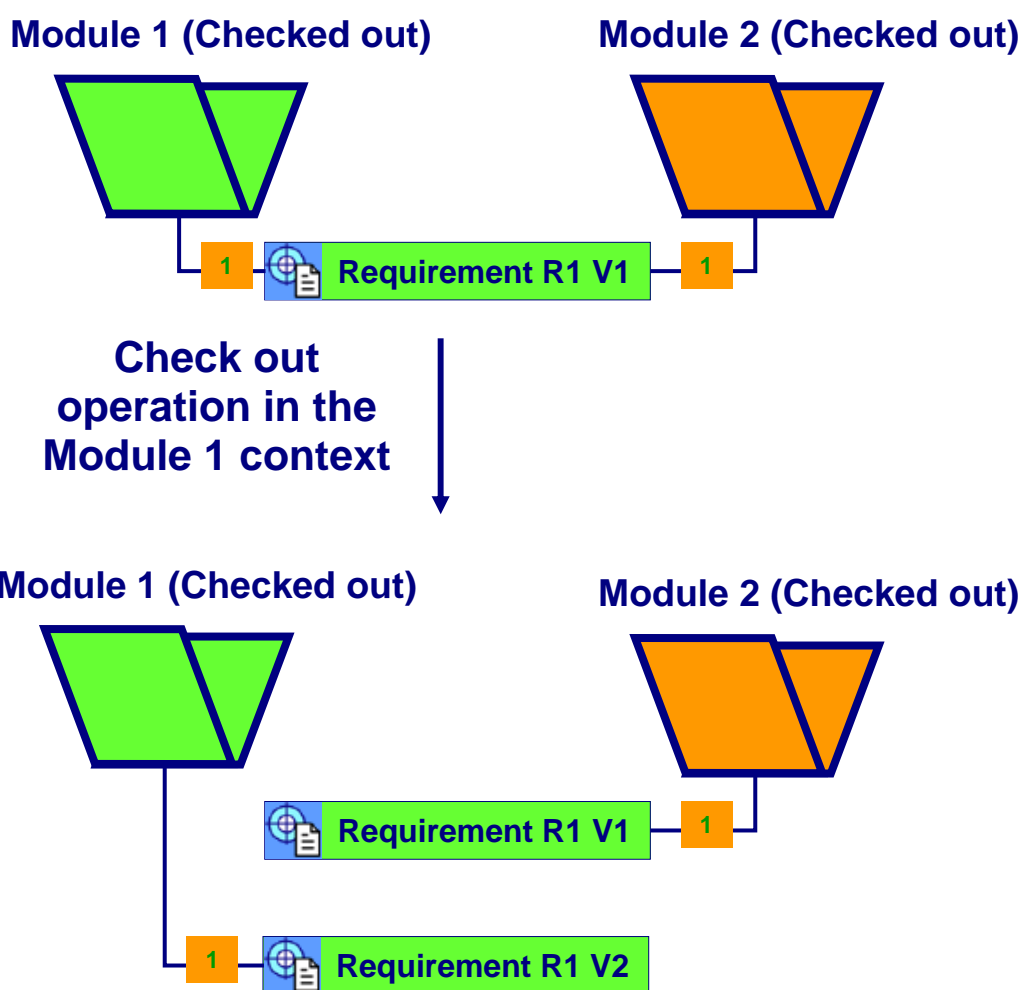 Module 1 (Checked out)
Module 2 (Checked out)
1
Requirement R1 V1
1
Check out
operation in the
Module 1 context
Module 1 (Checked out)
Module 2 (Checked out)
Requirement R1 V1
1
1
Requirement R1 V2